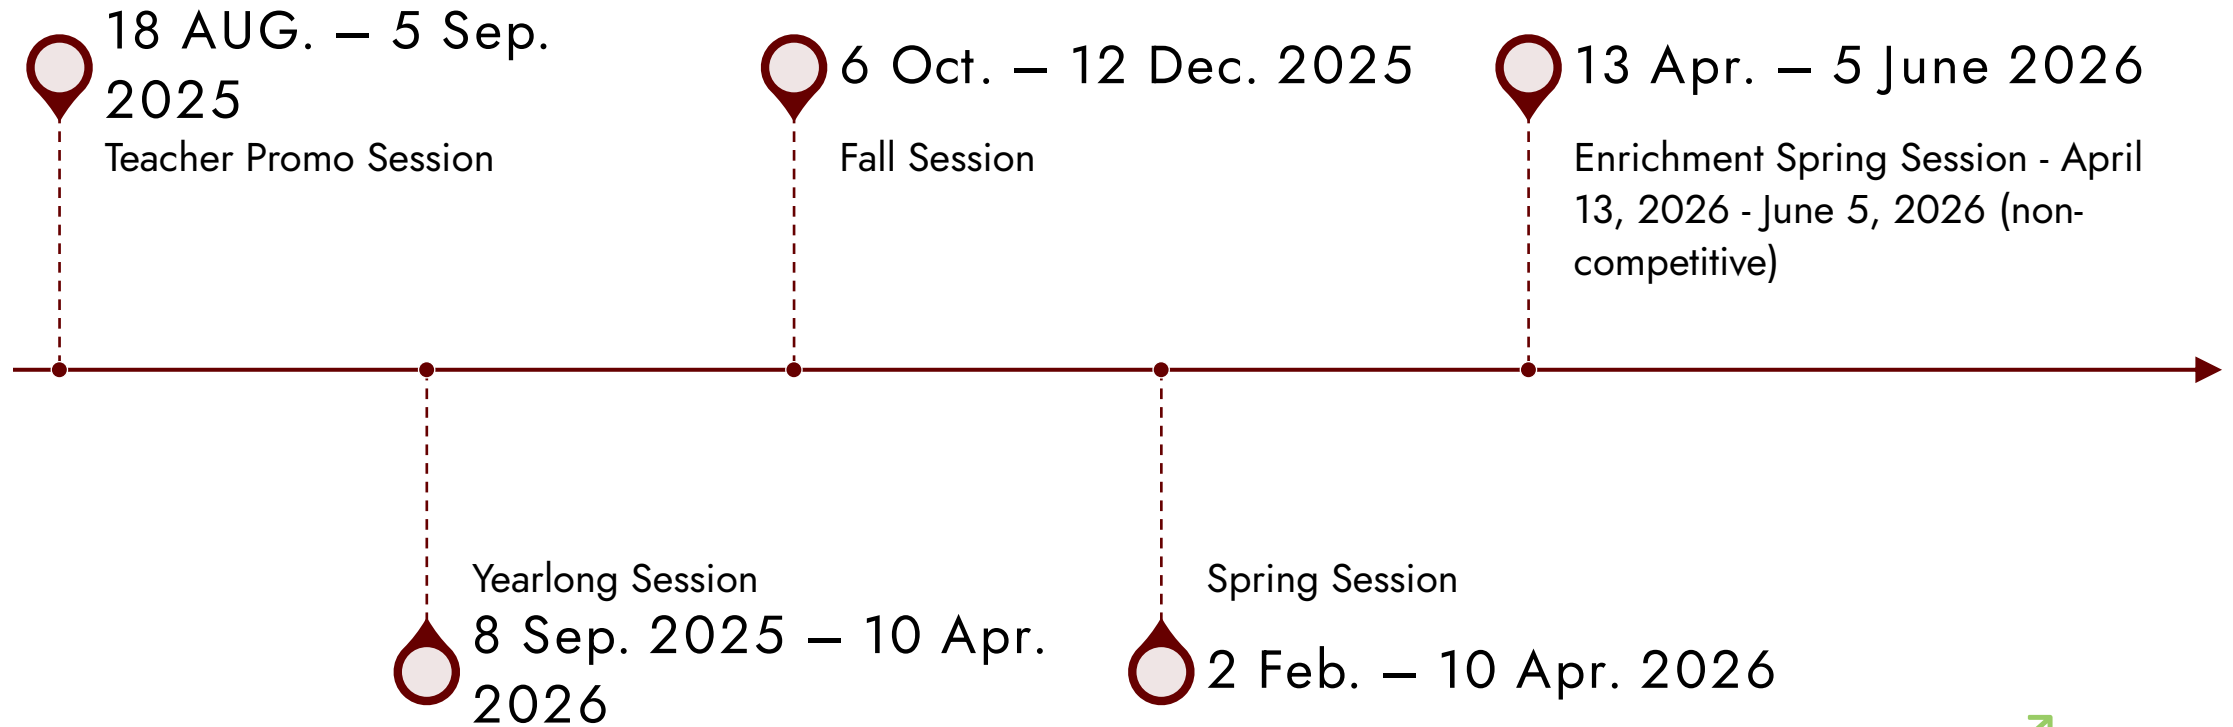 18 AUG. – 5 Sep.
2025
Teacher Promo Session
6 Oct. – 12 Dec. 2025
Fall Session
13 Apr. – 5 June 2026
Enrichment Spring Session - April
13, 2026 - June 5, 2026 (non-
competitive)
Yearlong Session
8 Sep. 2025 – 10 Apr.
2026
Spring Session
2 Feb. – 10 Apr. 2026